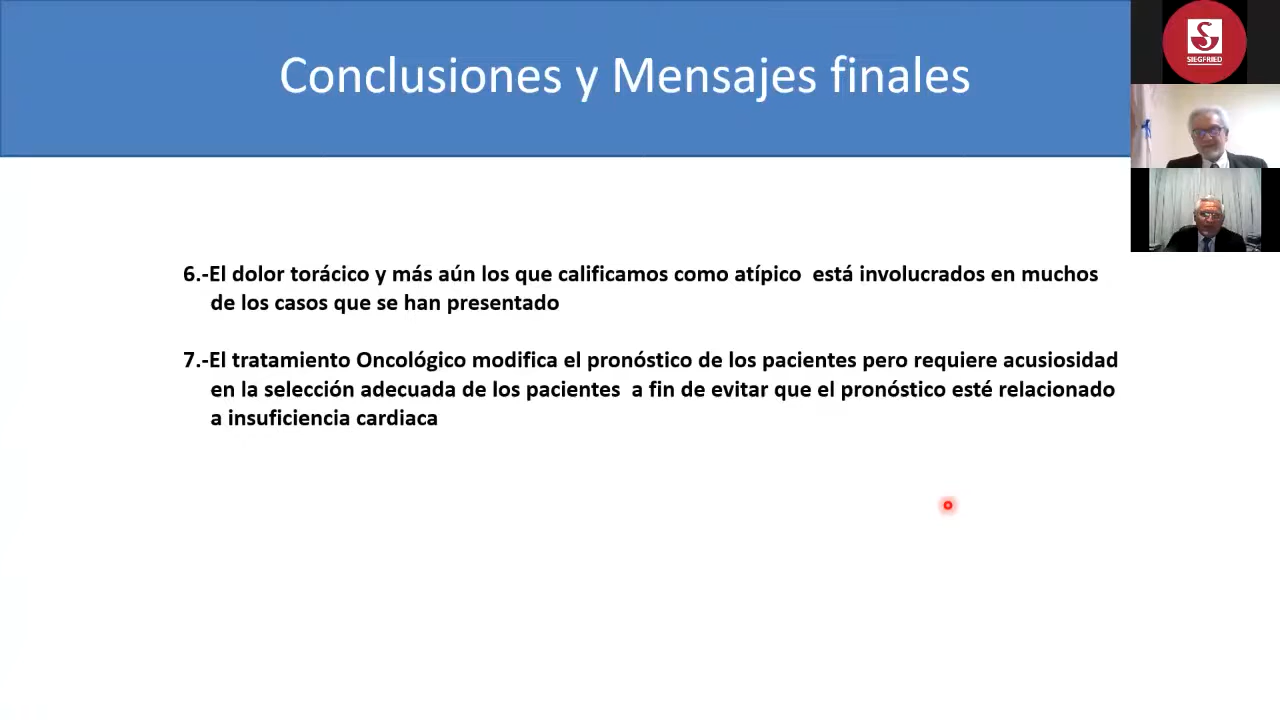 Conclusiones y Mensajes finales
SIEGFRIED
6.-El dolor torácico y más aún los que calificamos como atípico está involucrados en muchos
de los casos que se han presentado
7.-El tratamiento Oncológico modifica el pronóstico de los pacientes pero requiere acusiosidad
en la selección adecuada de los pacientes a fin de evitar que el pronóstico esté relacionado
a insuficiencia cardiaca